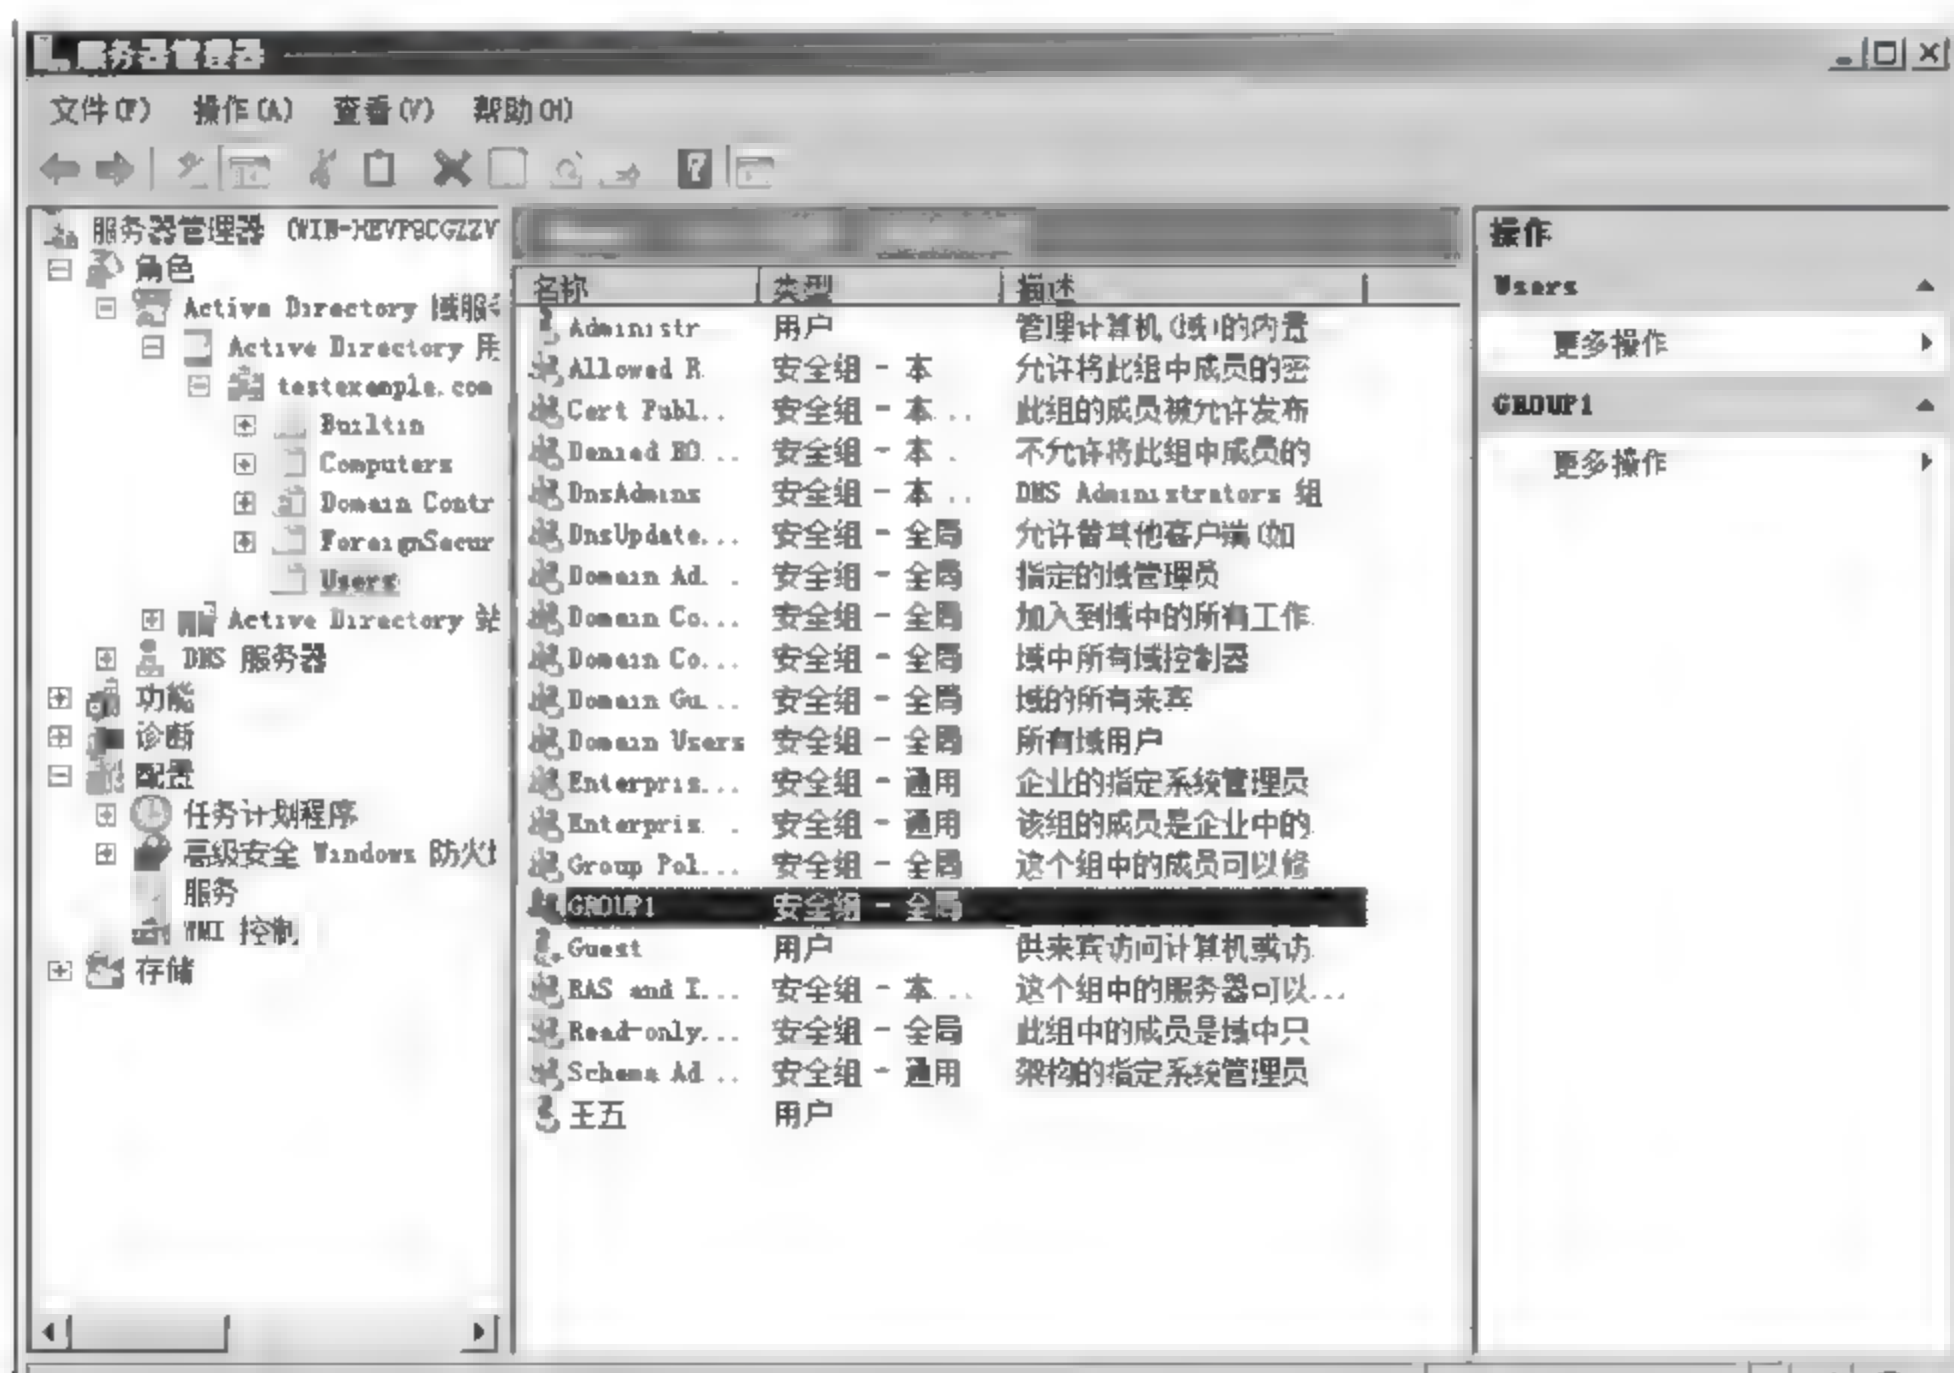 服务器管理器
文件(F) 操作(A) 查看(V) 帮助(H)
服务器管理器
角色
Active Directory 域服务
Active Directory 用
testexemple.com
Builtin
Computers
Domain Contr
ForeignSecur
Users
Active Directory 站
DNS 服务器
功能
诊断
配置
任务计划程序
高级安全 Windows 防火
服务
WMI 控制
存储
名称 类型 描述
Administr 用户 管理计算机(域)的内置
Allowed R 安全组 - 本 允许将此组中成员的密
Cert Publ... 安全组 - 本... 此组的成员被允许发布
Denied RO... 安全组 - 本. 不允许将此组中成员的
DnsAdmins 安全组 - 本.. DNS Administrators 组
DnsUpdate... 安全组 - 全局 允许替其他客户端(如
Domain Ad. . 安全组 - 全局 指定的域管理员
Domain Co... 安全组 - 全局 加入到域中的所有工作
Domain Co... 安全组 - 全局 域中所有域控制器
Domain Gu... 安全组 - 全局 域的所有来宾
Domain Users 安全组 - 全局 所有域用户
Enterpris... 安全组 - 通用 企业的指定系统管理员
Enterpris. . 安全组 - 通用 该组的成员是企业中的
Group Pol... 安全组 - 全局 这个组中的成员可以修
GROUP1 安全组 - 全局
Guest 用户 供来宾访问计算机或访
RAS and I... 安全组 - 本... 这个组中的服务器可以...
Read-only... 安全组 - 全局 此组中的成员是域中只
Schema Ad .. 安全组 - 通用 架构的指定系统管理员
王五 用户
操作
Users
更多操作
GROUP1
更多操作